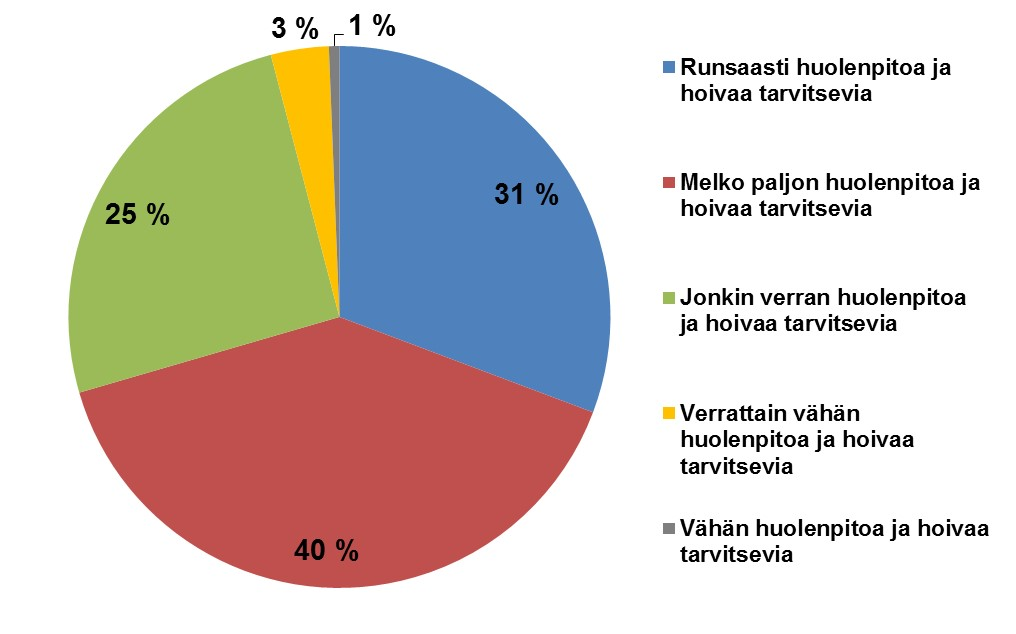 3 %
1 %
31 %
25 %
40 %
Runsaasti huolenpitoa ja
hoivaa tarvitsevia
Melko paljon huolenpitoa ja
hoivaa tarvitsevia
Jonkin verran huolenpitoa
ja hoivaa tarvitsevia
Verrattain vähän
huolenpitoa ja hoivaa
tarvitsevia
Vähän huolenpitoa ja hoivaa
tarvitsevia